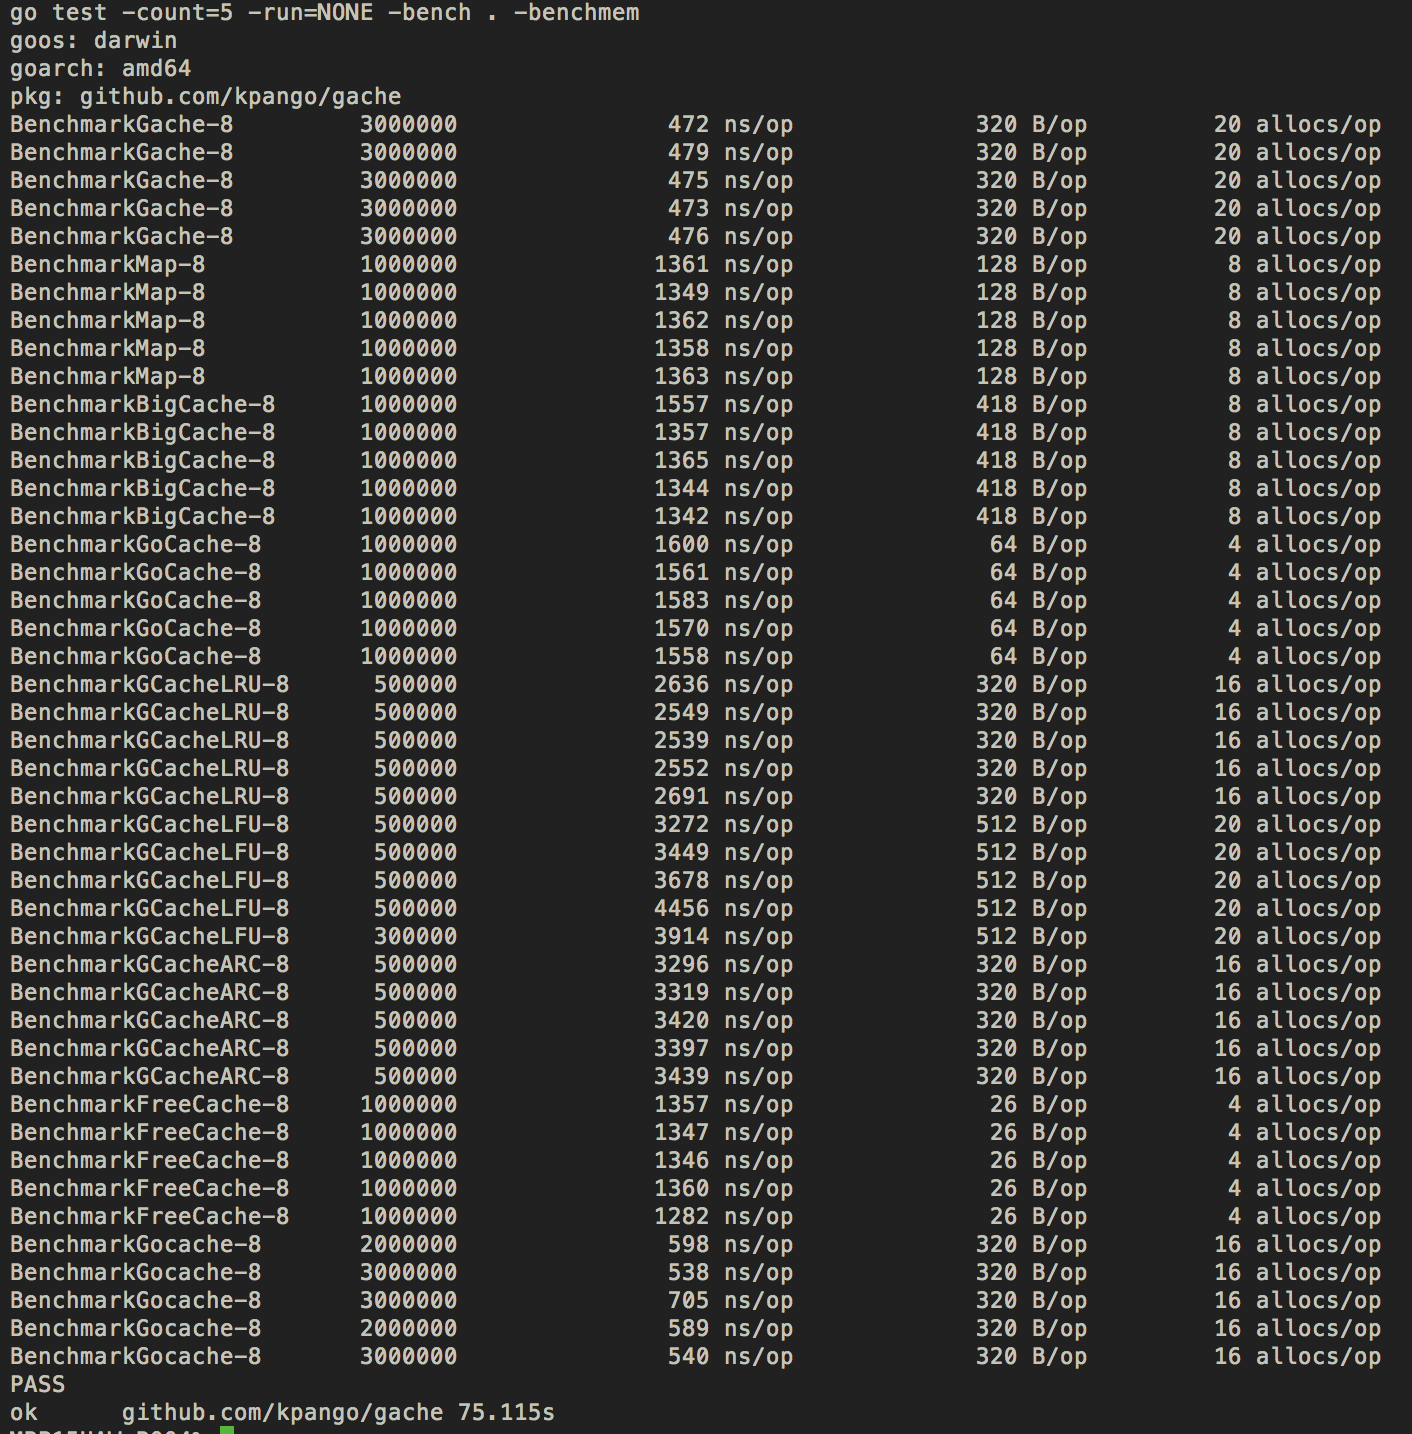 go test -count=5 -run=NONE -bench . -benchmem
goos: darwin
goarch: amd64
pkg: github.com/kpango/gache
BenchmarkGache-8 3000000 472 ns/op 320 B/op 20 allocs/op
BenchmarkGache-8 3000000 479 ns/op 320 B/op 20 allocs/op
BenchmarkGache-8 3000000 475 ns/op 320 B/op 20 allocs/op
BenchmarkGache-8 3000000 473 ns/op 320 B/op 20 allocs/op
BenchmarkGache-8 3000000 476 ns/op 320 B/op 20 allocs/op
BenchmarkMap-8 1000000 1361 ns/op 128 B/op 8 allocs/op
BenchmarkMap-8 1000000 1349 ns/op 128 B/op 8 allocs/op
BenchmarkMap-8 1000000 1362 ns/op 128 B/op 8 allocs/op
BenchmarkMap-8 1000000 1358 ns/op 128 B/op 8 allocs/op
BenchmarkMap-8 1000000 1363 ns/op 128 B/op 8 allocs/op
BenchmarkBigCache-8 1000000 1557 ns/op 418 B/op 8 allocs/op
BenchmarkBigCache-8 1000000 1357 ns/op 418 B/op 8 allocs/op
BenchmarkBigCache-8 1000000 1365 ns/op 418 B/op 8 allocs/op
BenchmarkBigCache-8 1000000 1344 ns/op 418 B/op 8 allocs/op
BenchmarkBigCache-8 1000000 1342 ns/op 418 B/op 8 allocs/op
BenchmarkGoCache-8 1000000 1600 ns/op 64 B/op 4 allocs/op
BenchmarkGoCache-8 1000000 1561 ns/op 64 B/op 4 allocs/op
BenchmarkGoCache-8 1000000 1583 ns/op 64 B/op 4 allocs/op
BenchmarkGoCache-8 1000000 1570 ns/op 64 B/op 4 allocs/op
BenchmarkGoCache-8 1000000 1558 ns/op 64 B/op 4 allocs/op
BenchmarkGCacheLRU-8 500000 2636 ns/op 320 B/op 16 allocs/op
BenchmarkGCacheLRU-8 500000 2549 ns/op 320 B/op 16 allocs/op
BenchmarkGCacheLRU-8 500000 2539 ns/op 320 B/op 16 allocs/op
BenchmarkGCacheLRU-8 500000 2552 ns/op 320 B/op 16 allocs/op
BenchmarkGCacheLRU-8 500000 2691 ns/op 320 B/op 16 allocs/op
BenchmarkGCacheLFU-8 500000 3272 ns/op 512 B/op 20 allocs/op
BenchmarkGCacheLFU-8 500000 3449 ns/op 512 B/op 20 allocs/op
BenchmarkGCacheLFU-8 500000 3678 ns/op 512 B/op 20 allocs/op
BenchmarkGCacheLFU-8 500000 4456 ns/op 512 B/op 20 allocs/op
BenchmarkGCacheLFU-8 300000 3914 ns/op 512 B/op 20 allocs/op
BenchmarkGCacheARC-8 500000 3296 ns/op 320 B/op 16 allocs/op
BenchmarkGCacheARC-8 500000 3319 ns/op 320 B/op 16 allocs/op
BenchmarkGCacheARC-8 500000 3420 ns/op 320 B/op 16 allocs/op
BenchmarkGCacheARC-8 500000 3397 ns/op 320 B/op 16 allocs/op
BenchmarkGCacheARC-8 500000 3439 ns/op 320 B/op 16 allocs/op
BenchmarkFreeCache-8 1000000 1357 ns/op 26 B/op 4 allocs/op
BenchmarkFreeCache-8 1000000 1347 ns/op 26 B/op 4 allocs/op
BenchmarkFreeCache-8 1000000 1346 ns/op 26 B/op 4 allocs/op
BenchmarkFreeCache-8 1000000 1360 ns/op 26 B/op 4 allocs/op
BenchmarkFreeCache-8 1000000 1282 ns/op 26 B/op 4 allocs/op
BenchmarkGocache-8 2000000 598 ns/op 320 B/op 16 allocs/op
BenchmarkGocache-8 3000000 538 ns/op 320 B/op 16 allocs/op
BenchmarkGocache-8 3000000 705 ns/op 320 B/op 16 allocs/op
BenchmarkGocache-8 2000000 589 ns/op 320 B/op 16 allocs/op
BenchmarkGocache-8 3000000 540 ns/op 320 B/op 16 allocs/op
PASS
ok github.com/kpango/gache 75.115s